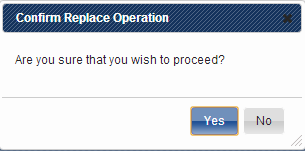 Confirm Replace Operation
Are you sure that you wish to proceed?
Yes No